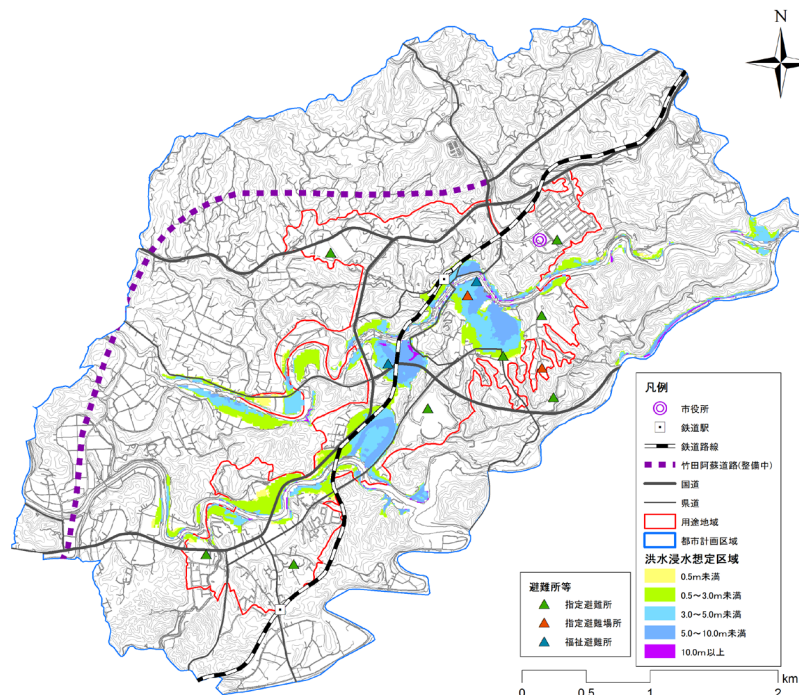 N
凡例
市役所
鉄道駅
鉄道路線
竹田阿蘇道路(整備中)
国道
県道
用途地域
都市計画区域
洪水浸水想定区域
0.5m未満
0.5～3.0m未満
3.0～5.0m未満
5.0～10.0m未満
10.0m以上
避難所等
指定避難所
指定避難場所
福祉避難所
km
0 0.5 1 2